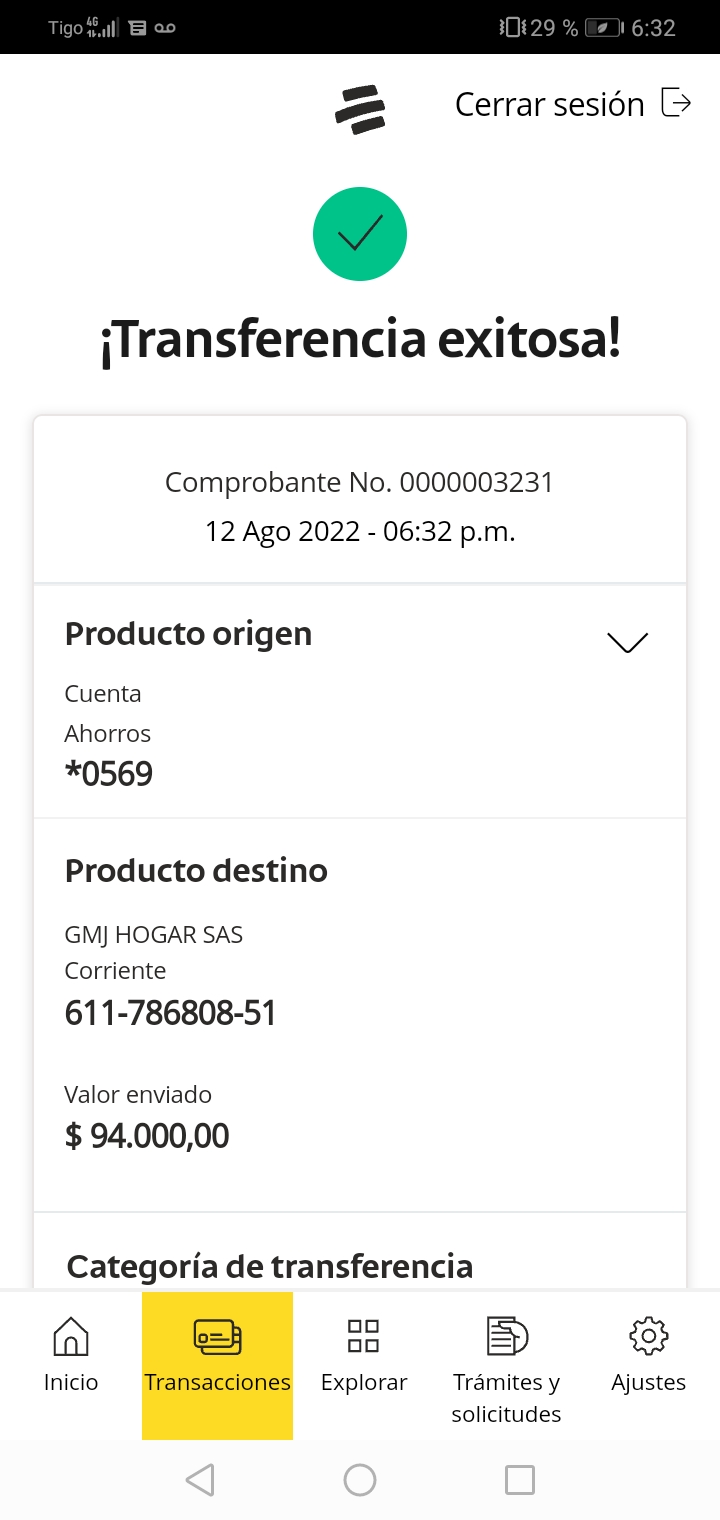 Tigo 4G 29 % 6:32
Cerrar sesión
¡Transferencia exitosa!
Comprobante No. 0000003231
12 Ago 2022 - 06:32 p.m.
Producto origen
Cuenta
Ahorros
*0569
Producto destino
GMJ HOGAR SAS
Corriente
611-786808-51
Valor enviado
$ 94.000,00
Categoría de transferencia
Inicio
Transacciones
Explorar
Trámites y
solicitudes
Ajustes